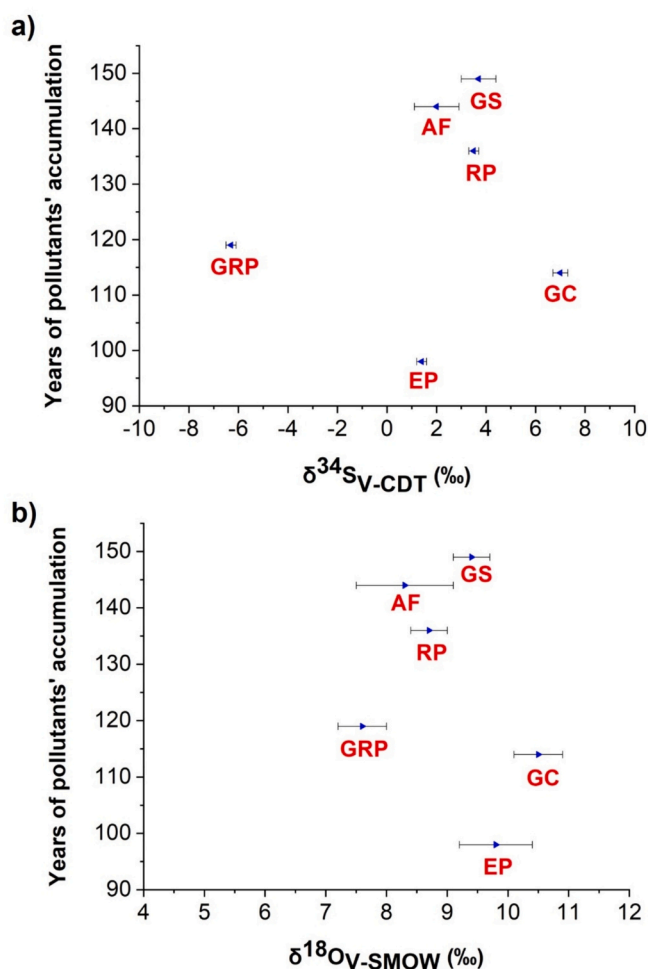 a)
Years of pollutants' accumulation
150
140
130
120
110
100
90
GS
AF
RP
GRP
GC
EP
-10 -8 -6 -4 -2 0 2 4 6 8 10
δ³⁴S V-CDT (‰)
b)
Years of pollutants' accumulation
150
140
130
120
110
100
90
GS
AF
RP
GRP
GC
EP
4 5 6 7 8 9 10 11 12
δ¹⁸O V-SMOW (‰)